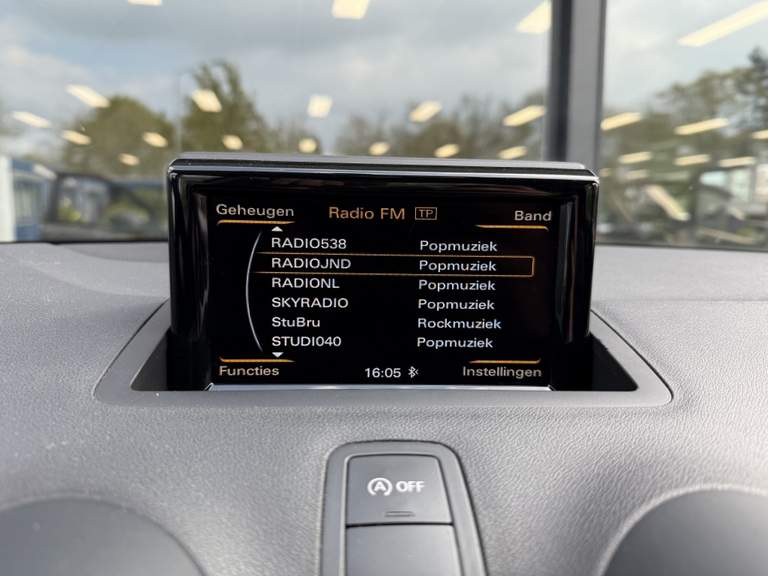 Geheugen Radio FM TP Band
RADIO538 Popmuziek
RADIOJND Popmuziek
RADIONL Popmuziek
SKYRADIO Popmuziek
StuBru Rockmuziek
STUDIO40 Popmuziek
Functies 16:05 Instellingen
A OFF